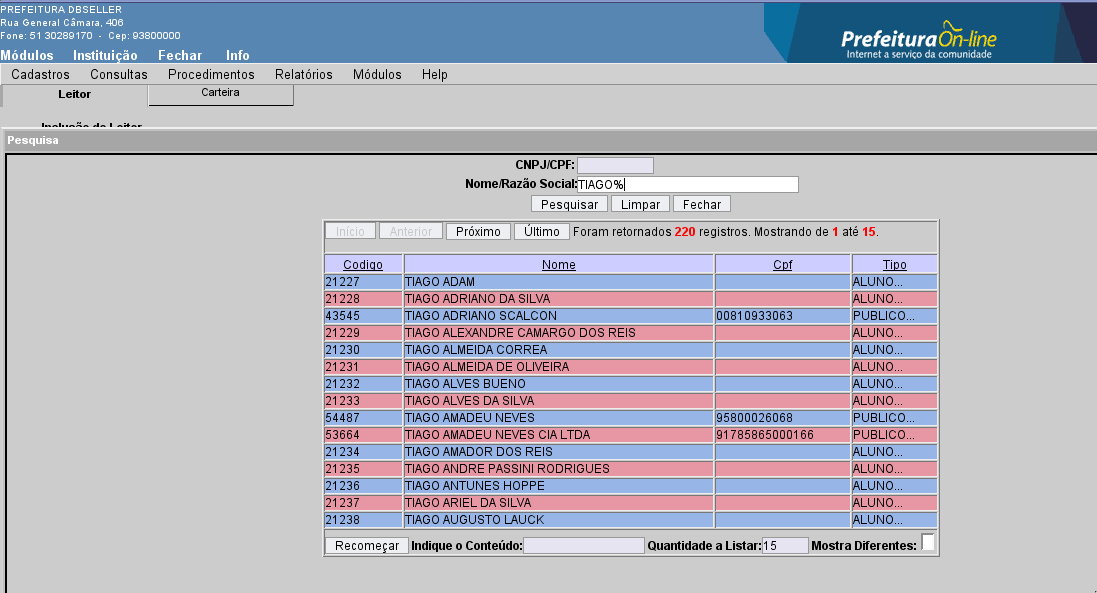 PREFEITURA DBSELLER
Rua General Câmara, 406
Fone: 51 30289170 - Cep: 93800000
PrefeituraOn-line
Internet a serviço da comunidade
Módulos Instituição Fechar Info
Cadastros Consultas Procedimentos Relatórios Módulos Help
Leitor Carteira
Inclusão de Leitor
Pesquisa
CNPJ/CPF:
Nome/Razão Social: TIAGO%
Pesquisar Limpar Fechar
Início Anterior Próximo Último Foram retornados 220 registros. Mostrando de 1 até 15.
Codigo Nome Cpf Tipo
21227 TIAGO ADAM ALUNO...
21228 TIAGO ADRIANO DA SILVA ALUNO...
43545 TIAGO ADRIANO SCALCON 00810933063 PUBLICO...
21229 TIAGO ALEXANDRE CAMARGO DOS REIS ALUNO...
21230 TIAGO ALMEIDA CORREA ALUNO...
21231 TIAGO ALMEIDA DE OLIVEIRA ALUNO...
21232 TIAGO ALVES BUENO ALUNO...
21233 TIAGO ALVES DA SILVA ALUNO...
54487 TIAGO AMADEU NEVES 95800026068 PUBLICO...
53664 TIAGO AMADEU NEVES CIA LTDA 91785865000166 PUBLICO...
21234 TIAGO AMADOR DOS REIS ALUNO...
21235 TIAGO ANDRE PASSINI RODRIGUES ALUNO...
21236 TIAGO ANTUNES HOPPE ALUNO...
21237 TIAGO ARIEL DA SILVA ALUNO...
21238 TIAGO AUGUSTO LAUCK ALUNO...
Recomeçar Indique o Conteúdo: Quantidade a Listar: 15 Mostra Diferentes: